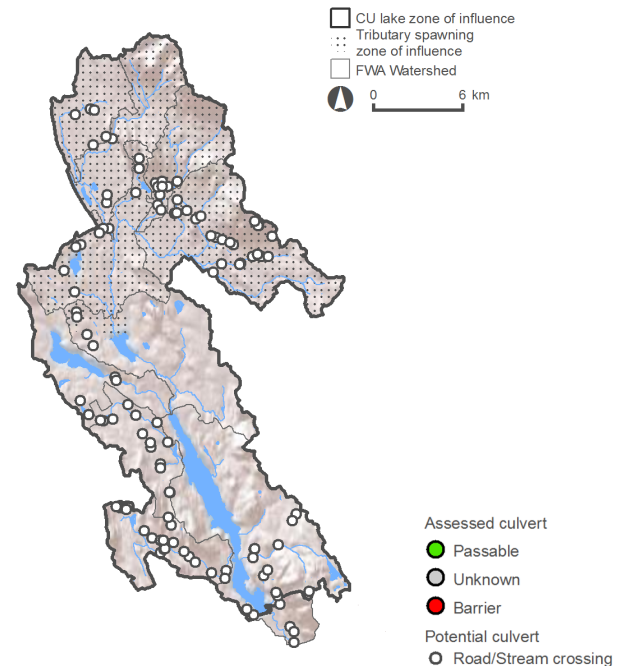 CU lake zone of influence
Tributary spawning
zone of influence
FWA Watershed
0 6 km
Assessed culvert
Passable
Unknown
Barrier
Potential culvert
Road/Stream crossing